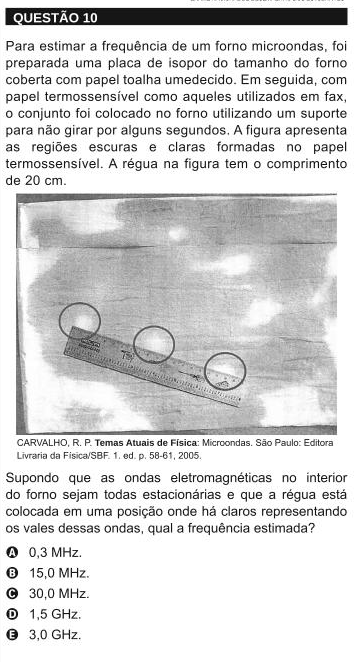 QUESTÃO 10
Para estimar a frequência de um forno microondas, foi
preparada uma placa de isopor do tamanho do forno
coberta com papel toalha umedecido. Em seguida, com
papel termossensível como aqueles utilizados em fax,
o conjunto foi colocado no forno utilizando um suporte
para não girar por alguns segundos. A figura apresenta
as regiões escuras e claras formadas no papel
termossensível. A régua na figura tem o comprimento
de 20 cm.
CARVALHO, R. P. Temas Atuais de Física: Microondas. São Paulo: Editora
Livraria da Física/SBF. 1. ed. p. 58-61, 2005.
Supondo que as ondas eletromagnéticas no interior
do forno sejam todas estacionárias e que a régua está
colocada em uma posição onde há claros representando
os vales dessas ondas, qual a frequência estimada?
A 0,3 MHz.
B 15,0 MHz.
C 30,0 MHz.
D 1,5 GHz.
E 3,0 GHz.